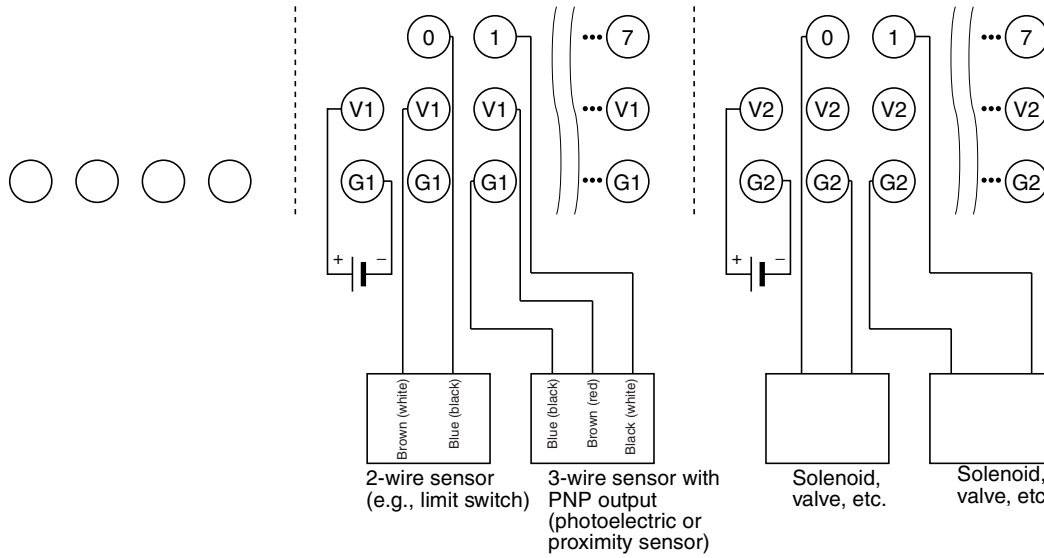 0 1 ••• 7
V1 V1 V1 ••• V1
G1 G1 G1 ••• G1
+ −
Brown (white)
Blue (black)
Blue (black)
Brown (red)
Black (white)
2-wire sensor
(e.g., limit switch)
3-wire sensor with
PNP output
(photoelectric or
proximity sensor)
0 1 ••• 7
V2 V2 V2 ••• V2
G2 G2 G2 ••• G2
+ −
Solenoid,
valve, etc.
Solenoid,
valve, etc